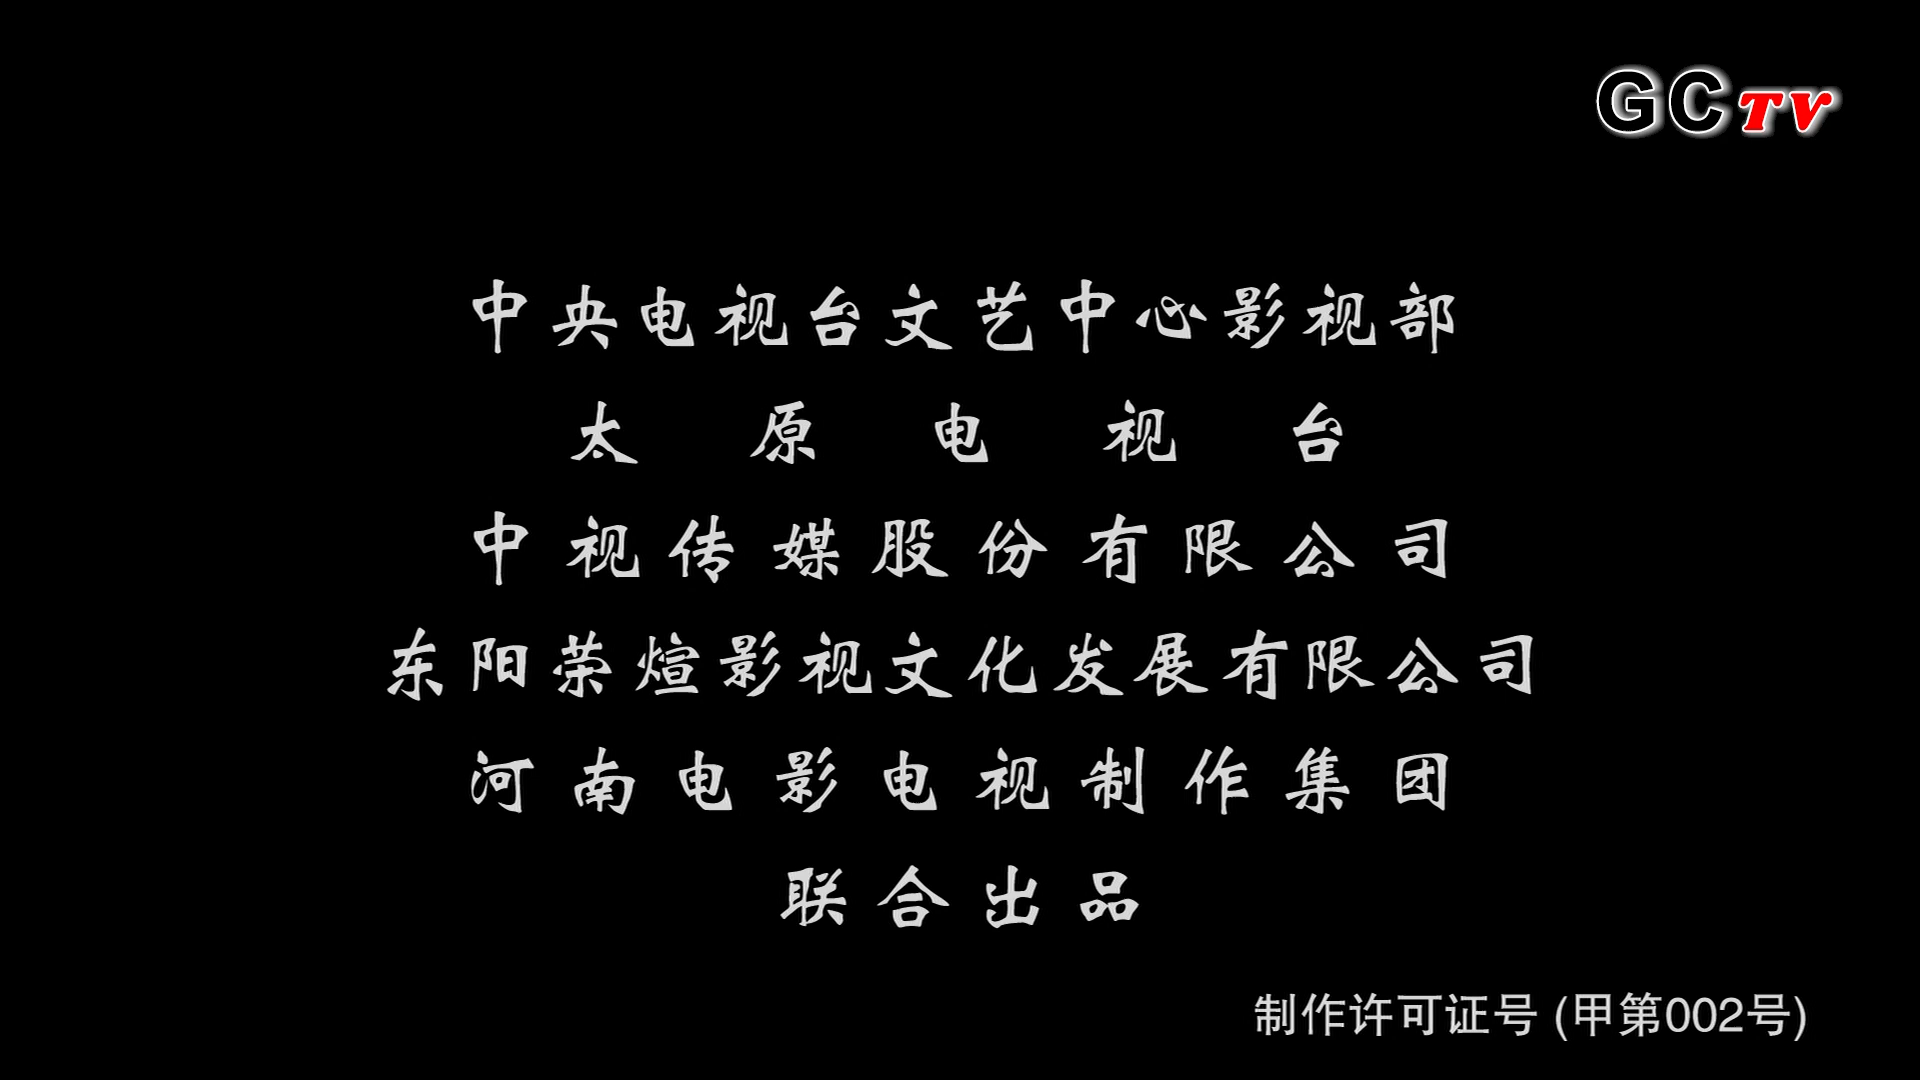 GCTV
中央电视台文艺中心影视部
太原电视台
中视传媒股份有限公司
东阳荣煊影视文化发展有限公司
河南电影电视制作集团
联合出品
制作许可证号 (甲第002号)